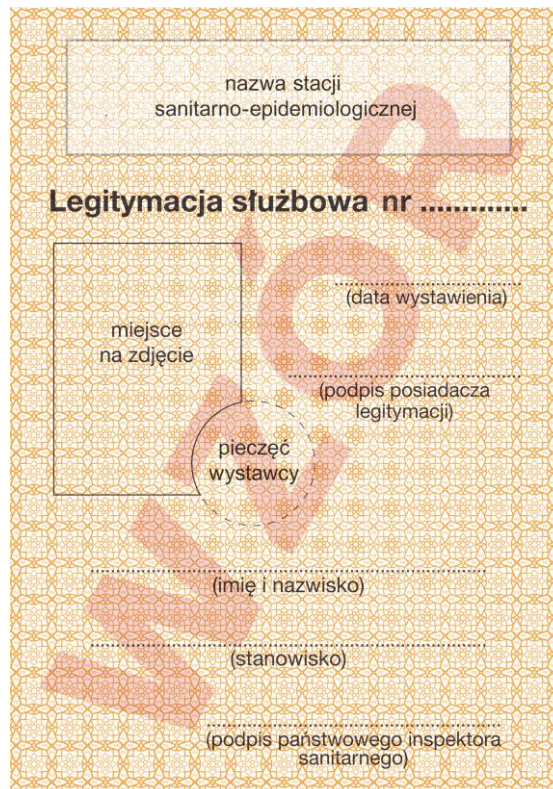 nazwa stacji
sanitarno-epidemiologicznej
Legitymacja służbowa nr .............
(data wystawienia)
miejsce
na zdjęcie
(podpis posiadacza
legitymacji)
pieczęć
wystawcy
(imię i nazwisko)
(stanowisko)
(podpis państwowego inspektora
sanitarnego)
WZÓR